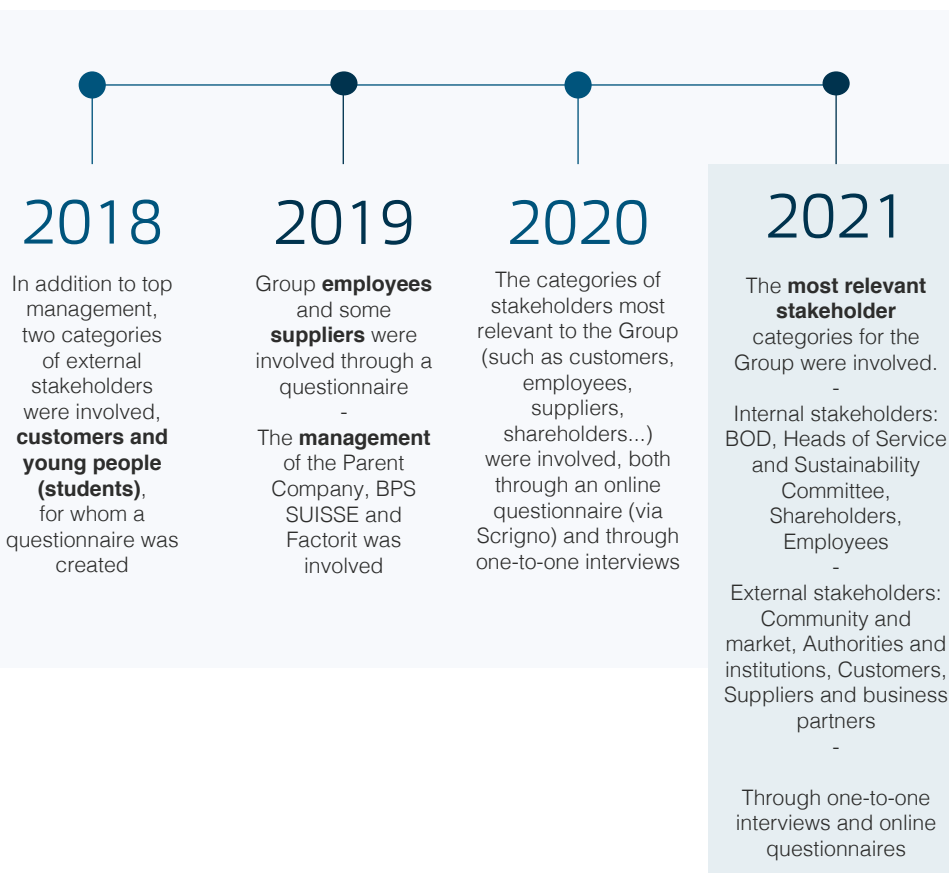 2018
In addition to top
management,
two categories
of external
stakeholders
were involved,
customers and
young people
(students),
for whom a
questionnaire was
created
2019
Group employees
and some
suppliers were
involved through a
questionnaire
-
The management
of the Parent
Company, BPS
SUISSE and
Factorit was
involved
2020
The categories of
stakeholders most
relevant to the Group
(such as customers,
employees,
suppliers,
shareholders...)
were involved, both
through an online
questionnaire (via
Scrigno) and through
one-to-one interviews
2021
The most relevant
stakeholder
categories for the
Group were involved.
-
Internal stakeholders:
BOD, Heads of Service
and Sustainability
Committee,
Shareholders,
Employees
-
External stakeholders:
Community and
market, Authorities and
institutions, Customers,
Suppliers and business
partners
-
Through one-to-one
interviews and online
questionnaires